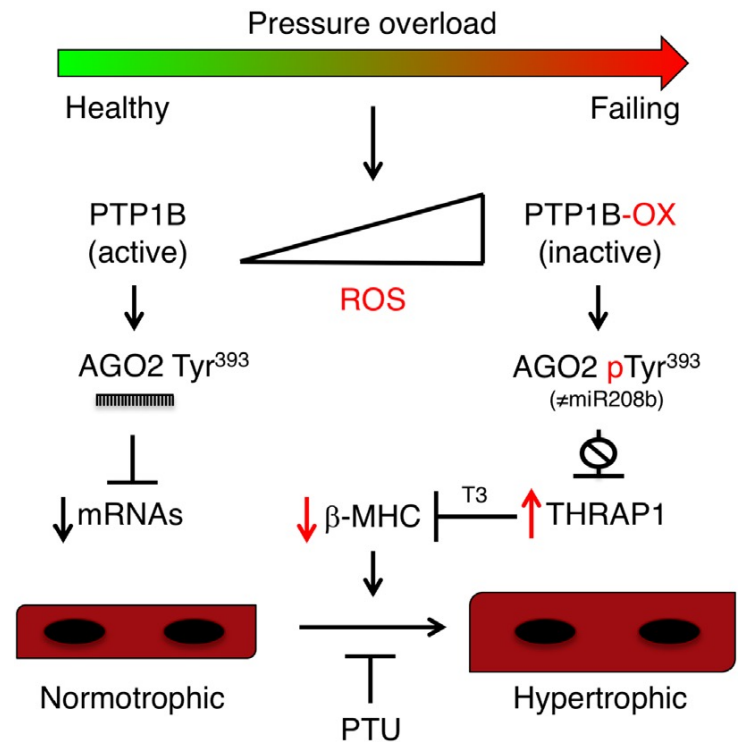 Pressure overload
Healthy
Failing
PTP1B
(active)
ROS
PTP1B-OX
(inactive)
AGO2 Tyr³⁹³
AGO2 pTyr³⁹³
(≠miR208b)
mRNAs
β-MHC
T3
THRAP1
Normotrophic
PTU
Hypertrophic